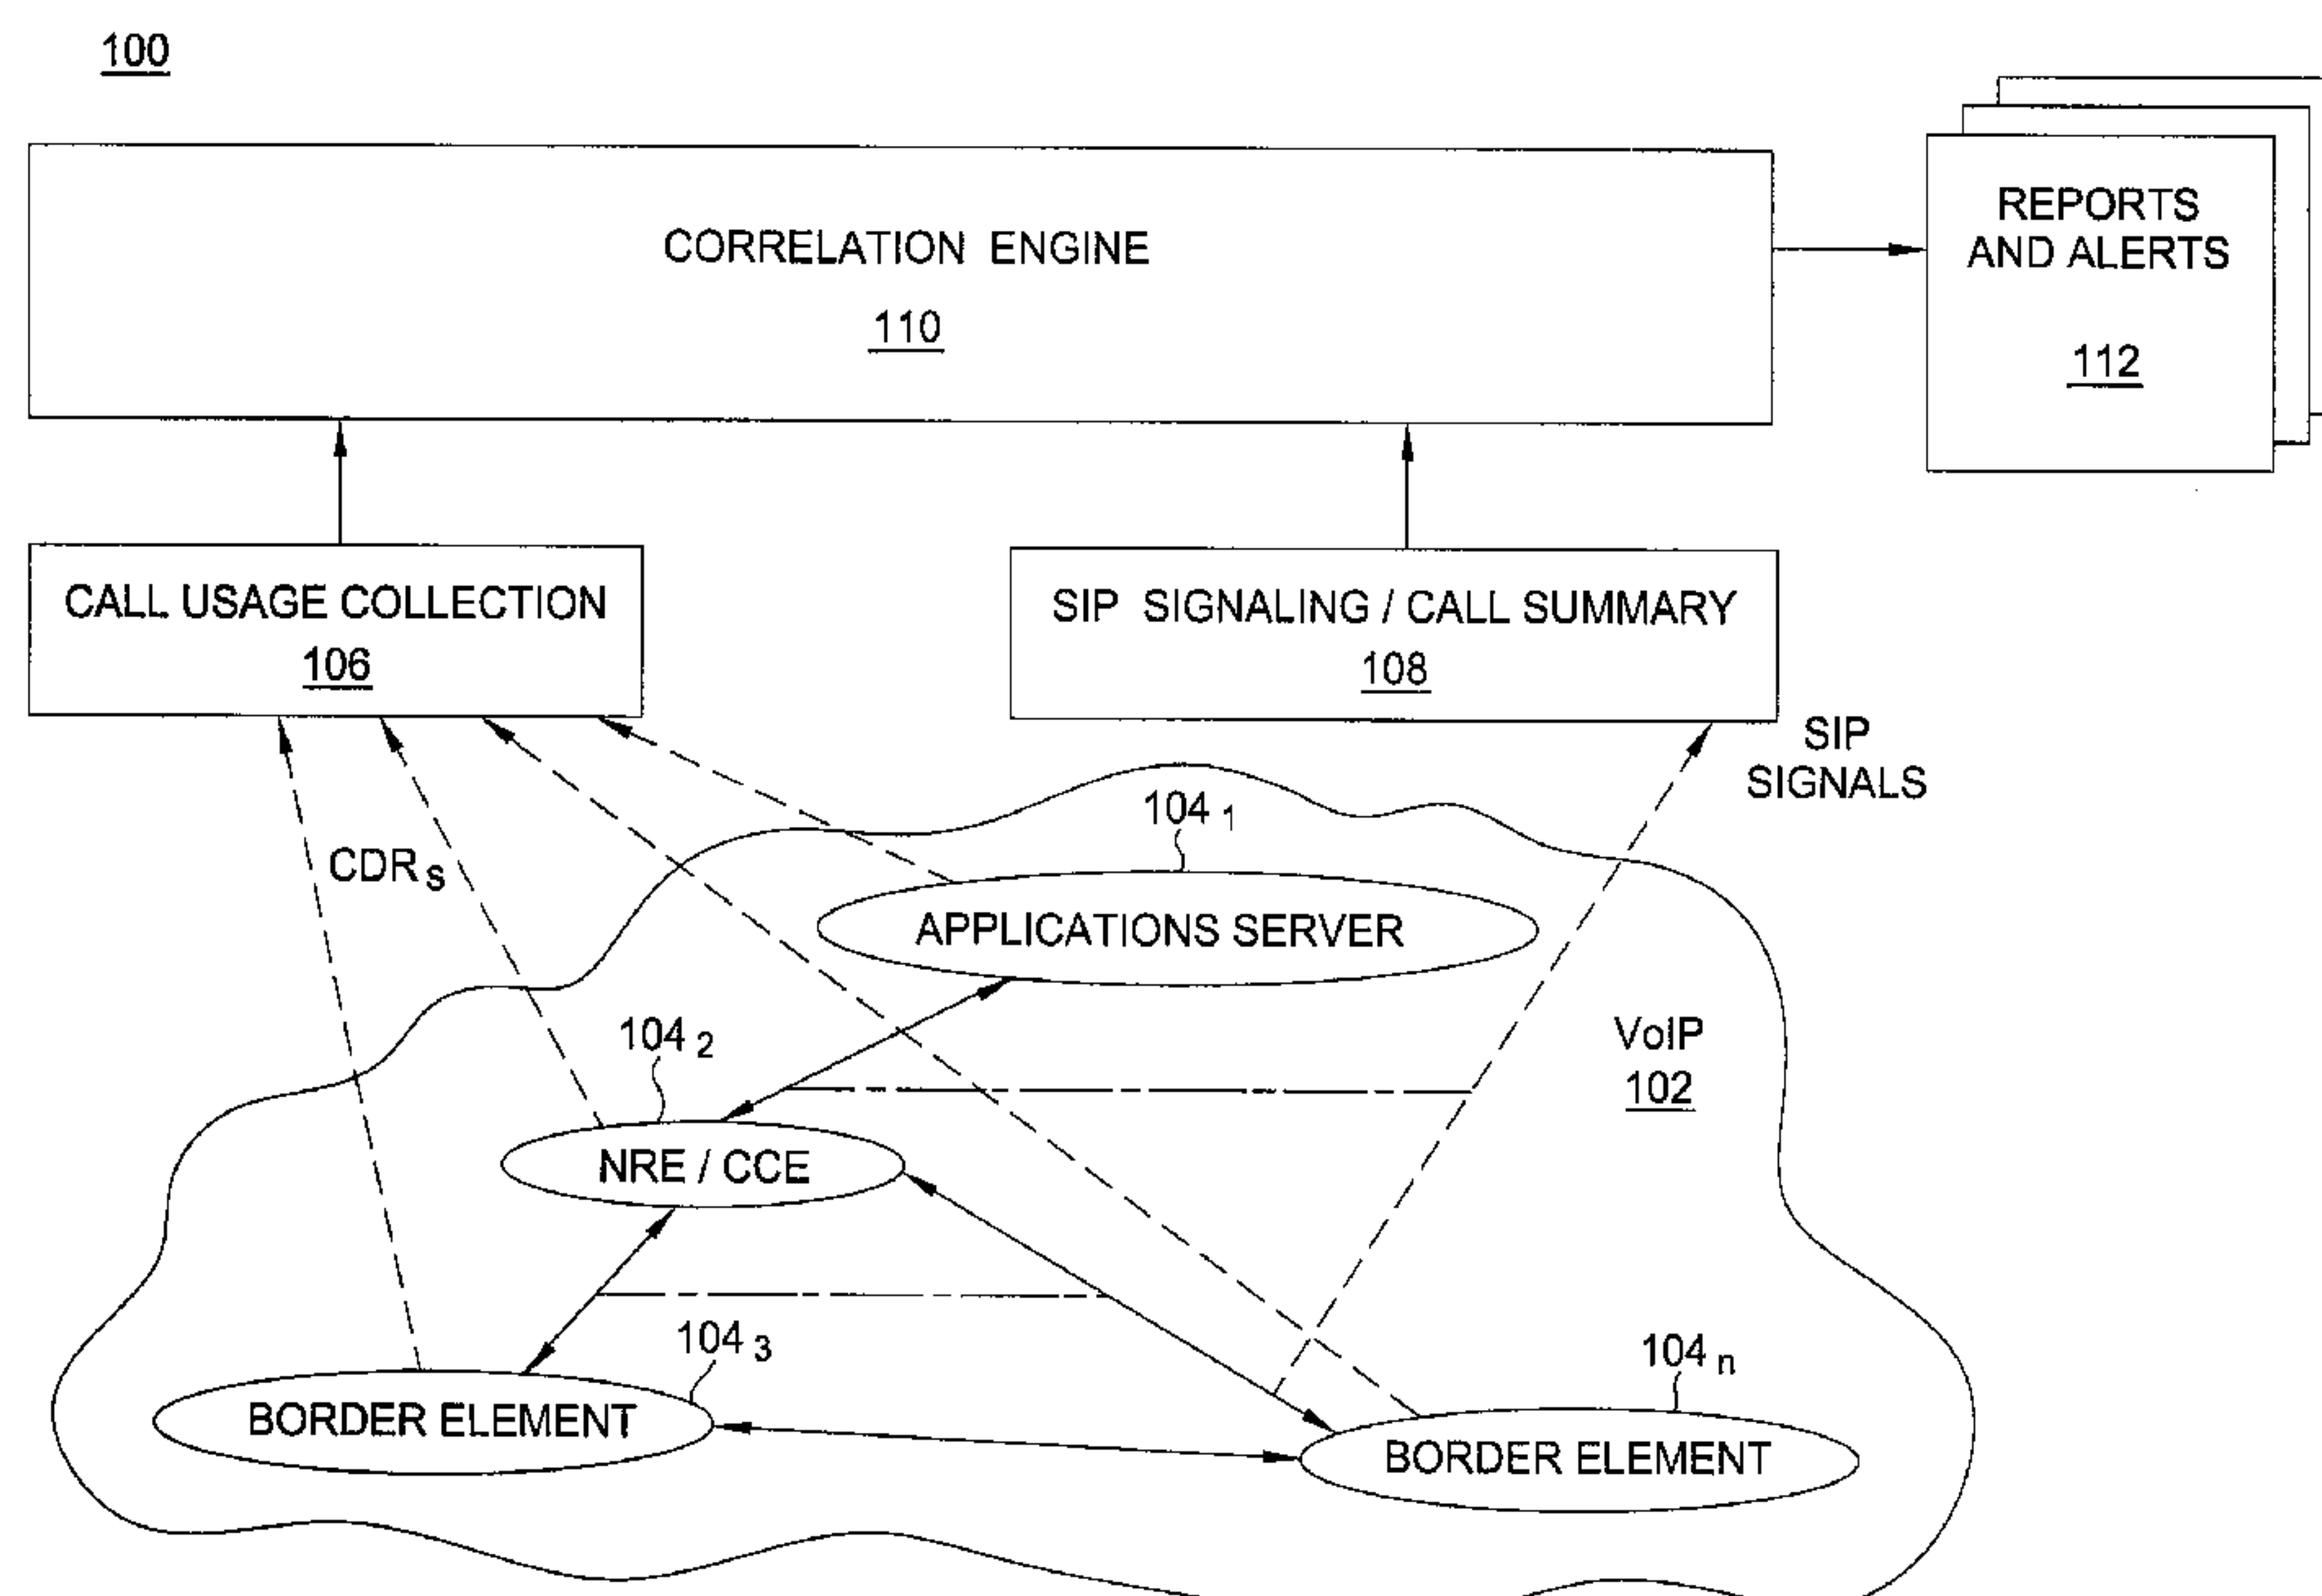 100
CORRELATION ENGINE
110
REPORTS
AND ALERTS
112
CALL USAGE COLLECTION
106
SIP SIGNALING / CALL SUMMARY
108
SIP
SIGNALS
CDRS
104 1
APPLICATIONS SERVER
104 2
VoIP
102
NRE / CCE
104 3
BORDER ELEMENT
104 n
BORDER ELEMENT